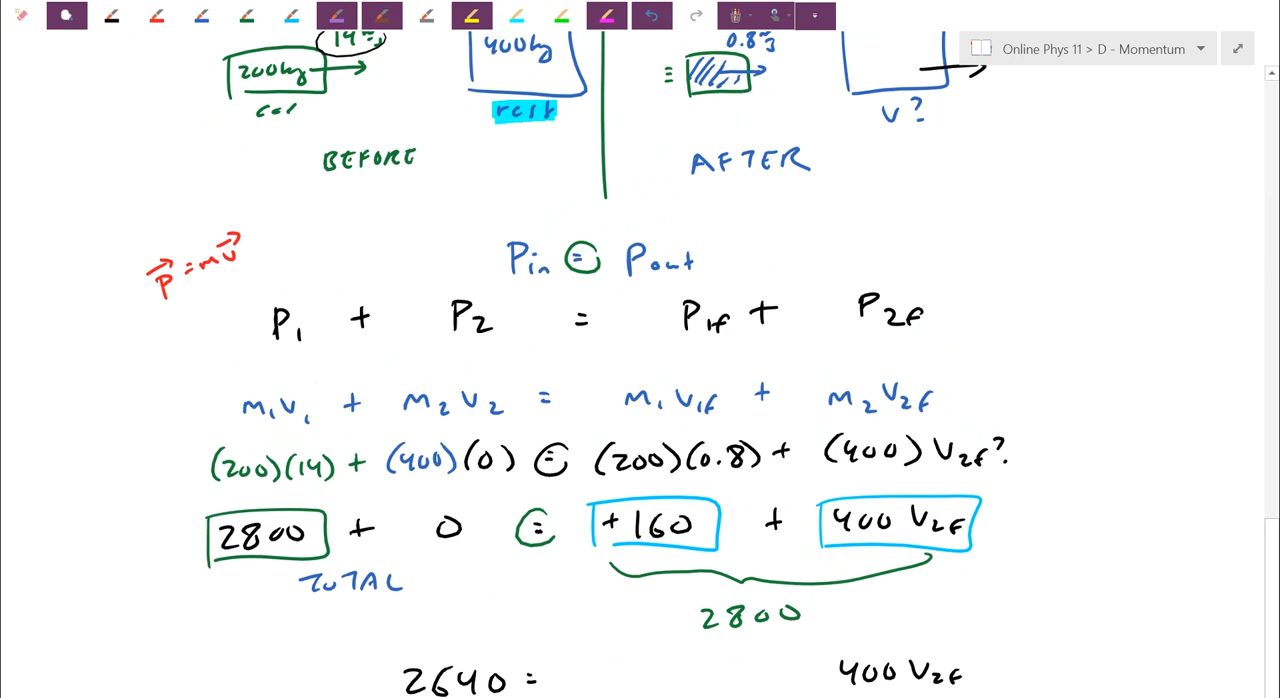 Online Phys 11 > D - Momentum
14 m/s
400kg
0.8 m/s
200kg
car
rest
V?
BEFORE
AFTER
P⃗ = mv⃗
Pin = Pout
P₁ + P₂ = P1f + P2f
m₁V₁ + m₂V₂ = m₁V1f + m₂V2f
(200)(14) + (400)(0) = (200)(0.8) + (400)V2f?
2800 + 0 = +160 + 400 V2f
TOTAL
2800
2640 = 400 V2f